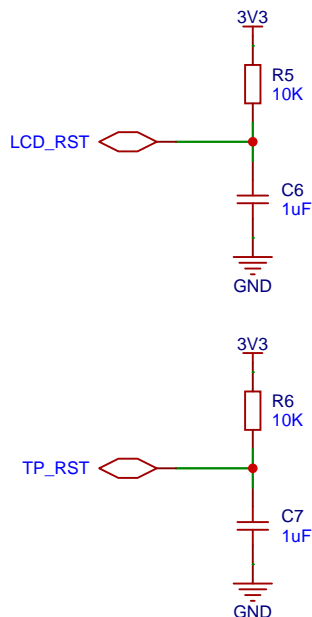 3V3
R5
10K
LCD_RST
C6
1uF
GND
3V3
R6
10K
TP_RST
C7
1uF
GND